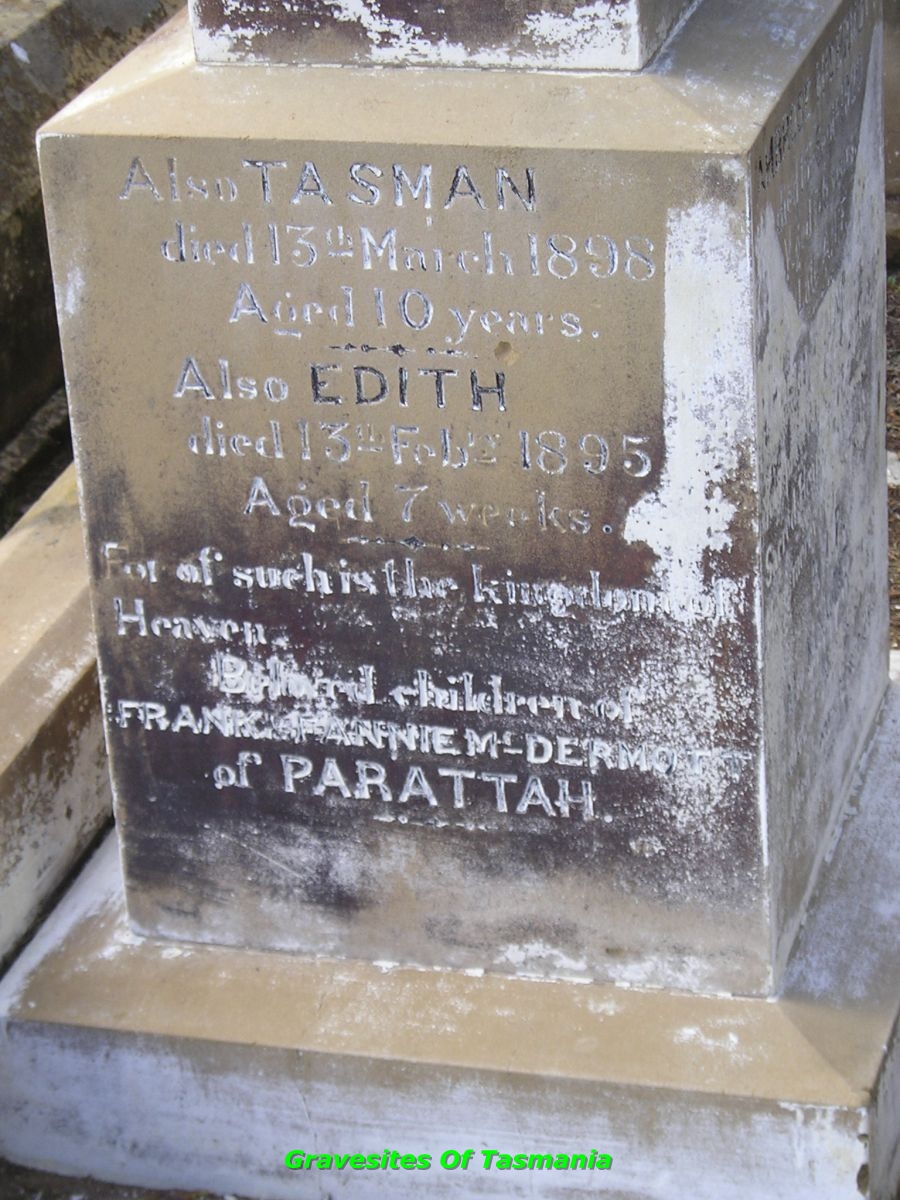 Also TASMAN
died 13th March 1898
Aged 10 years.
Also EDITH
died 13th Febry 1895
Aged 7 weeks.
For of such is the kingdom of
Heaven.
Beloved children of
FRANK & FANNIE McDERMOTT
of PARATTAH.
Gravesites Of Tasmania